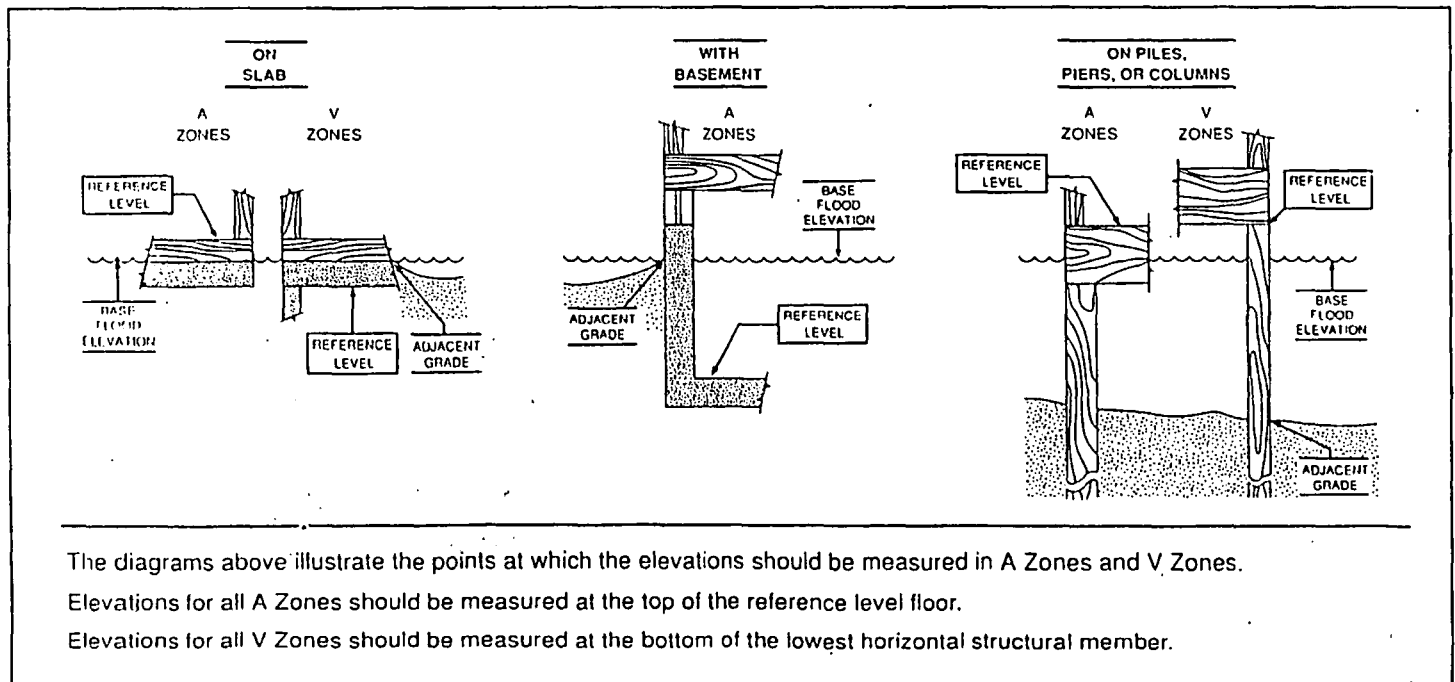 ON
SLAB
A
ZONES
V
ZONES
REFERENCE
LEVEL
BASE
FLOOD
ELEVATION
REFERENCE
LEVEL
ADJACENT
GRADE
WITH
BASEMENT
A
ZONES
BASE
FLOOD
ELEVATION
ADJACENT
GRADE
REFERENCE
LEVEL
ON PILES,
PIERS, OR COLUMNS
A
ZONES
V
ZONES
REFERENCE
LEVEL
REFERENCE
LEVEL
BASE
FLOOD
ELEVATION
ADJACENT
GRADE
The diagrams above illustrate the points at which the elevations should be measured in A Zones and V Zones.
Elevations for all A Zones should be measured at the top of the reference level floor.
Elevations for all V Zones should be measured at the bottom of the lowest horizontal structural member.